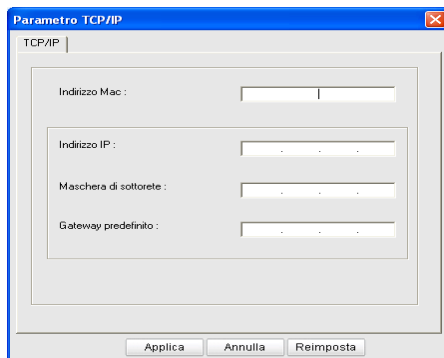 Parametro TCP/IP
TCP/IP
Indirizzo Mac :
Indirizzo IP :
. . .
Maschera di sottorete :
. . .
Gateway predefinito :
. . .
Applica Annulla Reimposta